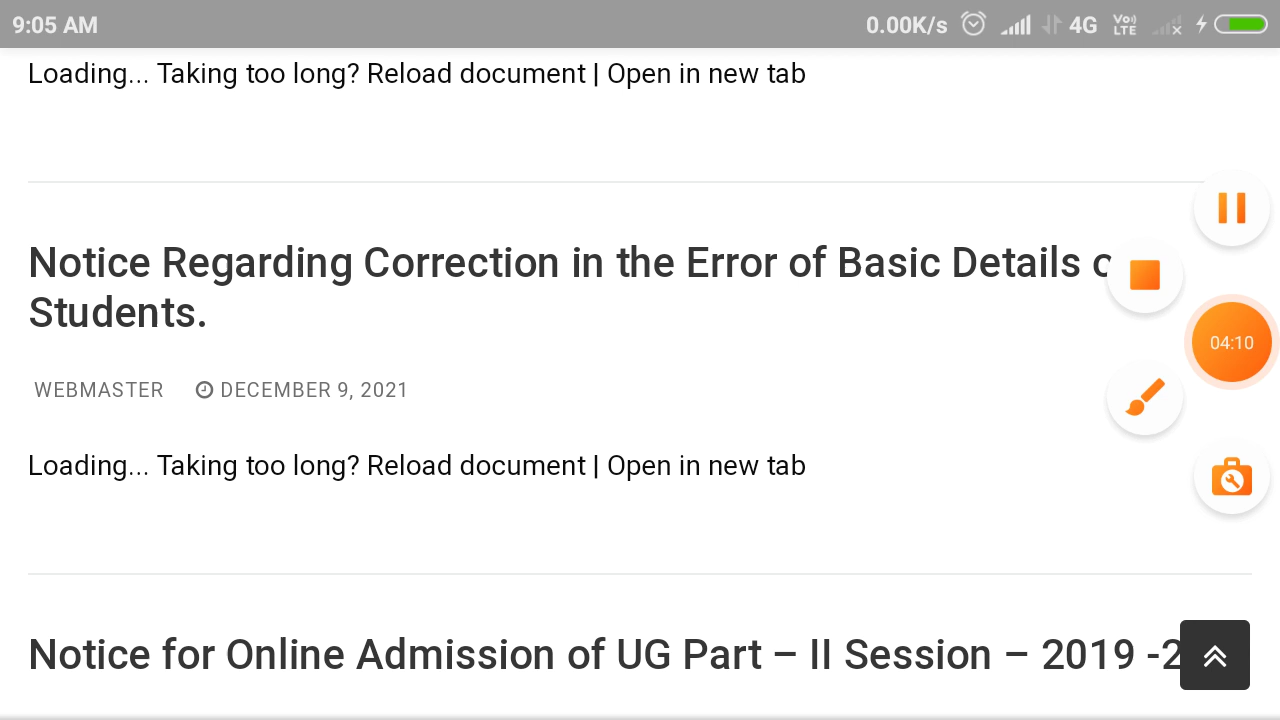 9:05 AM 0.00K/s 4G Vo LTE
Loading... Taking too long? Reload document | Open in new tab
Notice Regarding Correction in the Error of Basic Details
Students.
04:10
WEBMASTER DECEMBER 9, 2021
Loading... Taking too long? Reload document | Open in new tab
Notice for Online Admission of UG Part – II Session – 2019 -2